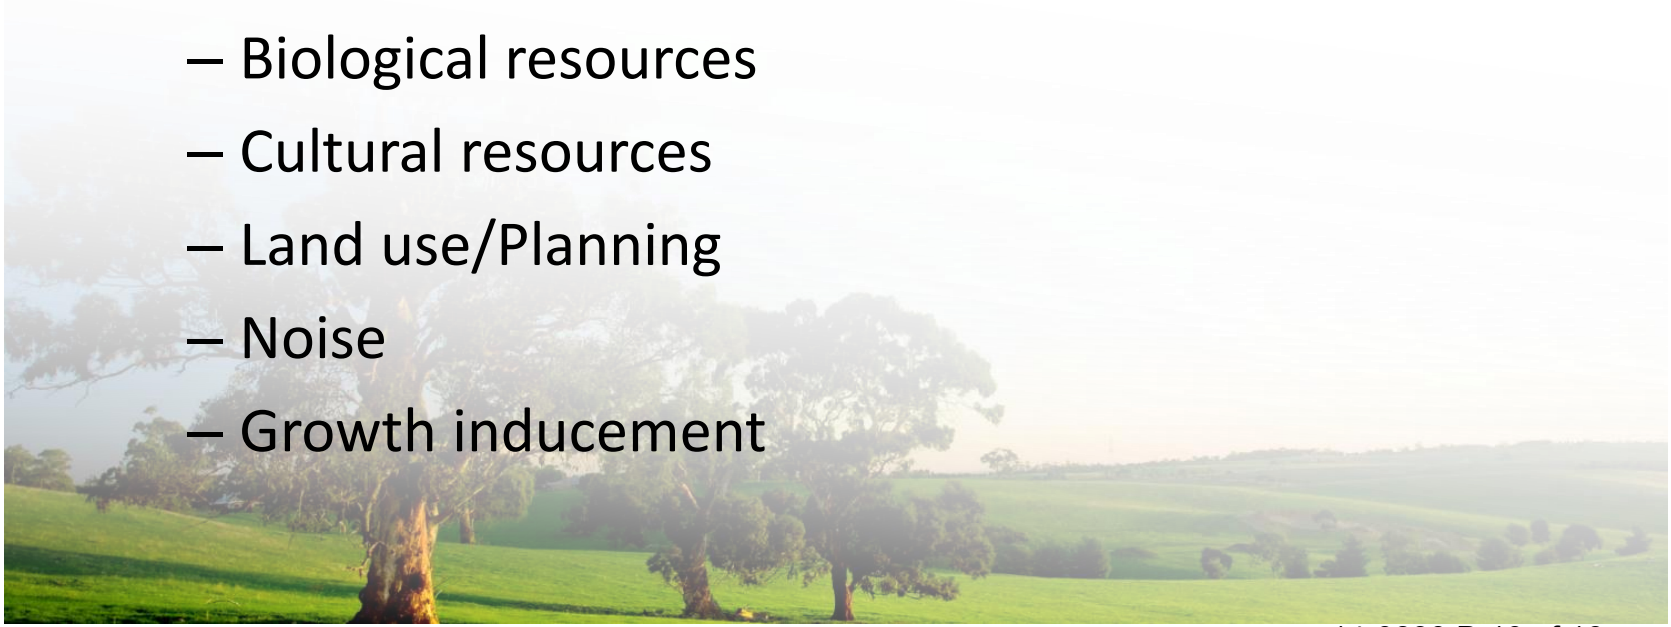 – Biological resources
– Cultural resources
– Land use/Planning
– Noise
– Growth inducement